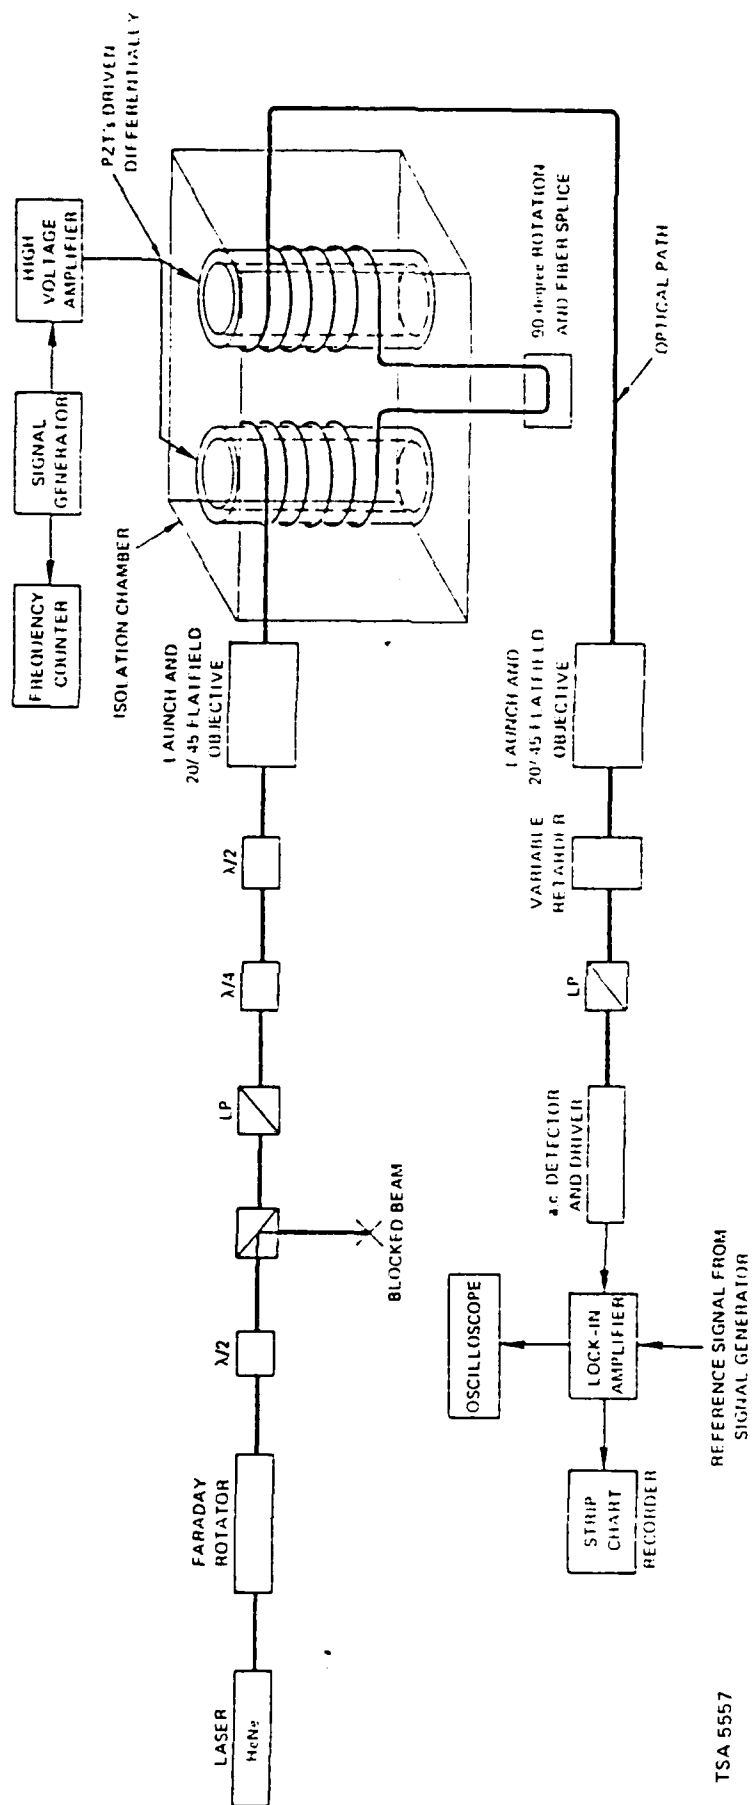 FREQUENCY
COUNTER
SIGNAL
GENERATOR
HIGH
VOLTAGE
AMPLIFIER
PZT's DRIVEN
DIFFERENTIALLY
ISOLATION CHAMBER
LASER
HeNe
FARADAY
ROTATOR
λ/2
BLOCKED BEAM
LP
λ/4
λ/2
LAUNCH AND
20/.45 FLATFIELD
OBJECTIVE
90 degree ROTATION
AND FIBER SPLICE
OPTICAL PATH
LAUNCH AND
20/.45 FLATFIELD
OBJECTIVE
VARIABLE
RETARDER
LP
a.c. DETECTOR
AND DRIVER
OSCILLOSCOPE
LOCK-IN
AMPLIFIER
STRIP
CHART
RECORDER
REFERENCE SIGNAL FROM
SIGNAL GENERATOR
TSA 5557